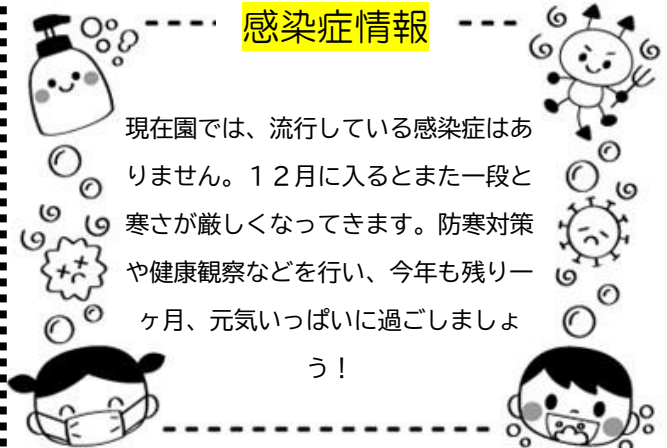 感染症情報
現在園では、流行している感染症はあ
りません。１２月に入るとまた一段と
寒さが厳しくなってきます。防寒対策
や健康観察などを行い、今年も残り一
ヶ月、元気いっぱいに過ごしましょ
う！